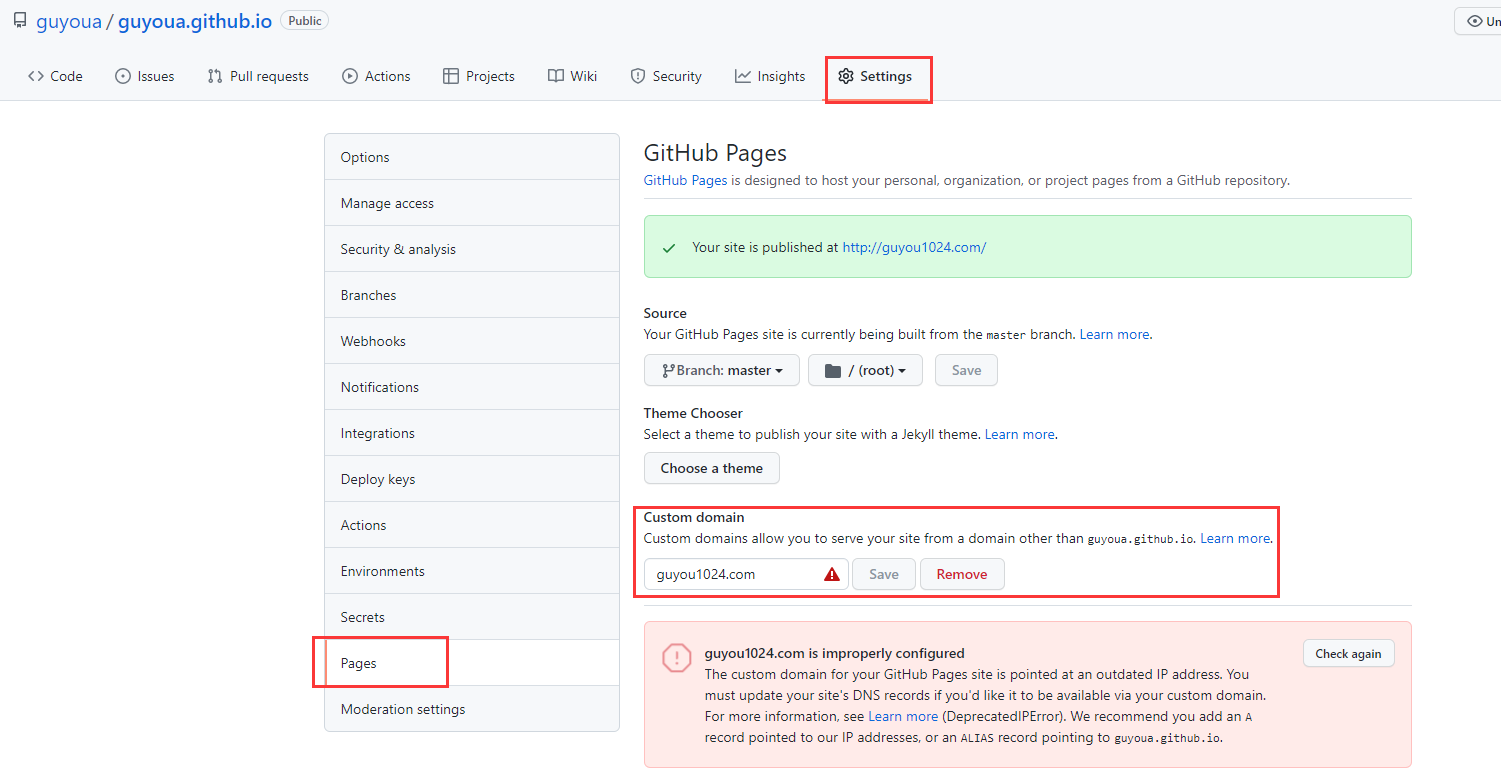 guyoua / guyoua.github.io Public
Code Issues Pull requests Actions Projects Wiki Security Insights Settings
Options
Manage access
Security & analysis
Branches
Webhooks
Notifications
Integrations
Deploy keys
Actions
Environments
Secrets
Pages
Moderation settings
GitHub Pages
GitHub Pages is designed to host your personal, organization, or project pages from a GitHub repository.
Your site is published at http://guyou1024.com/
Source
Your GitHub Pages site is currently being built from the master branch. Learn more.
Branch: master / (root) Save
Theme Chooser
Select a theme to publish your site with a Jekyll theme. Learn more.
Choose a theme
Custom domain
Custom domains allow you to serve your site from a domain other than guyoua.github.io. Learn more.
guyou1024.com Save Remove
guyou1024.com is improperly configured
Check again
The custom domain for your GitHub Pages site is pointed at an outdated IP address. You
must update your site's DNS records if you'd like it to be available via your custom domain.
For more information, see Learn more (DeprecatedIPError). We recommend you add an A
record pointed to our IP addresses, or an ALIAS record pointing to guyoua.github.io.